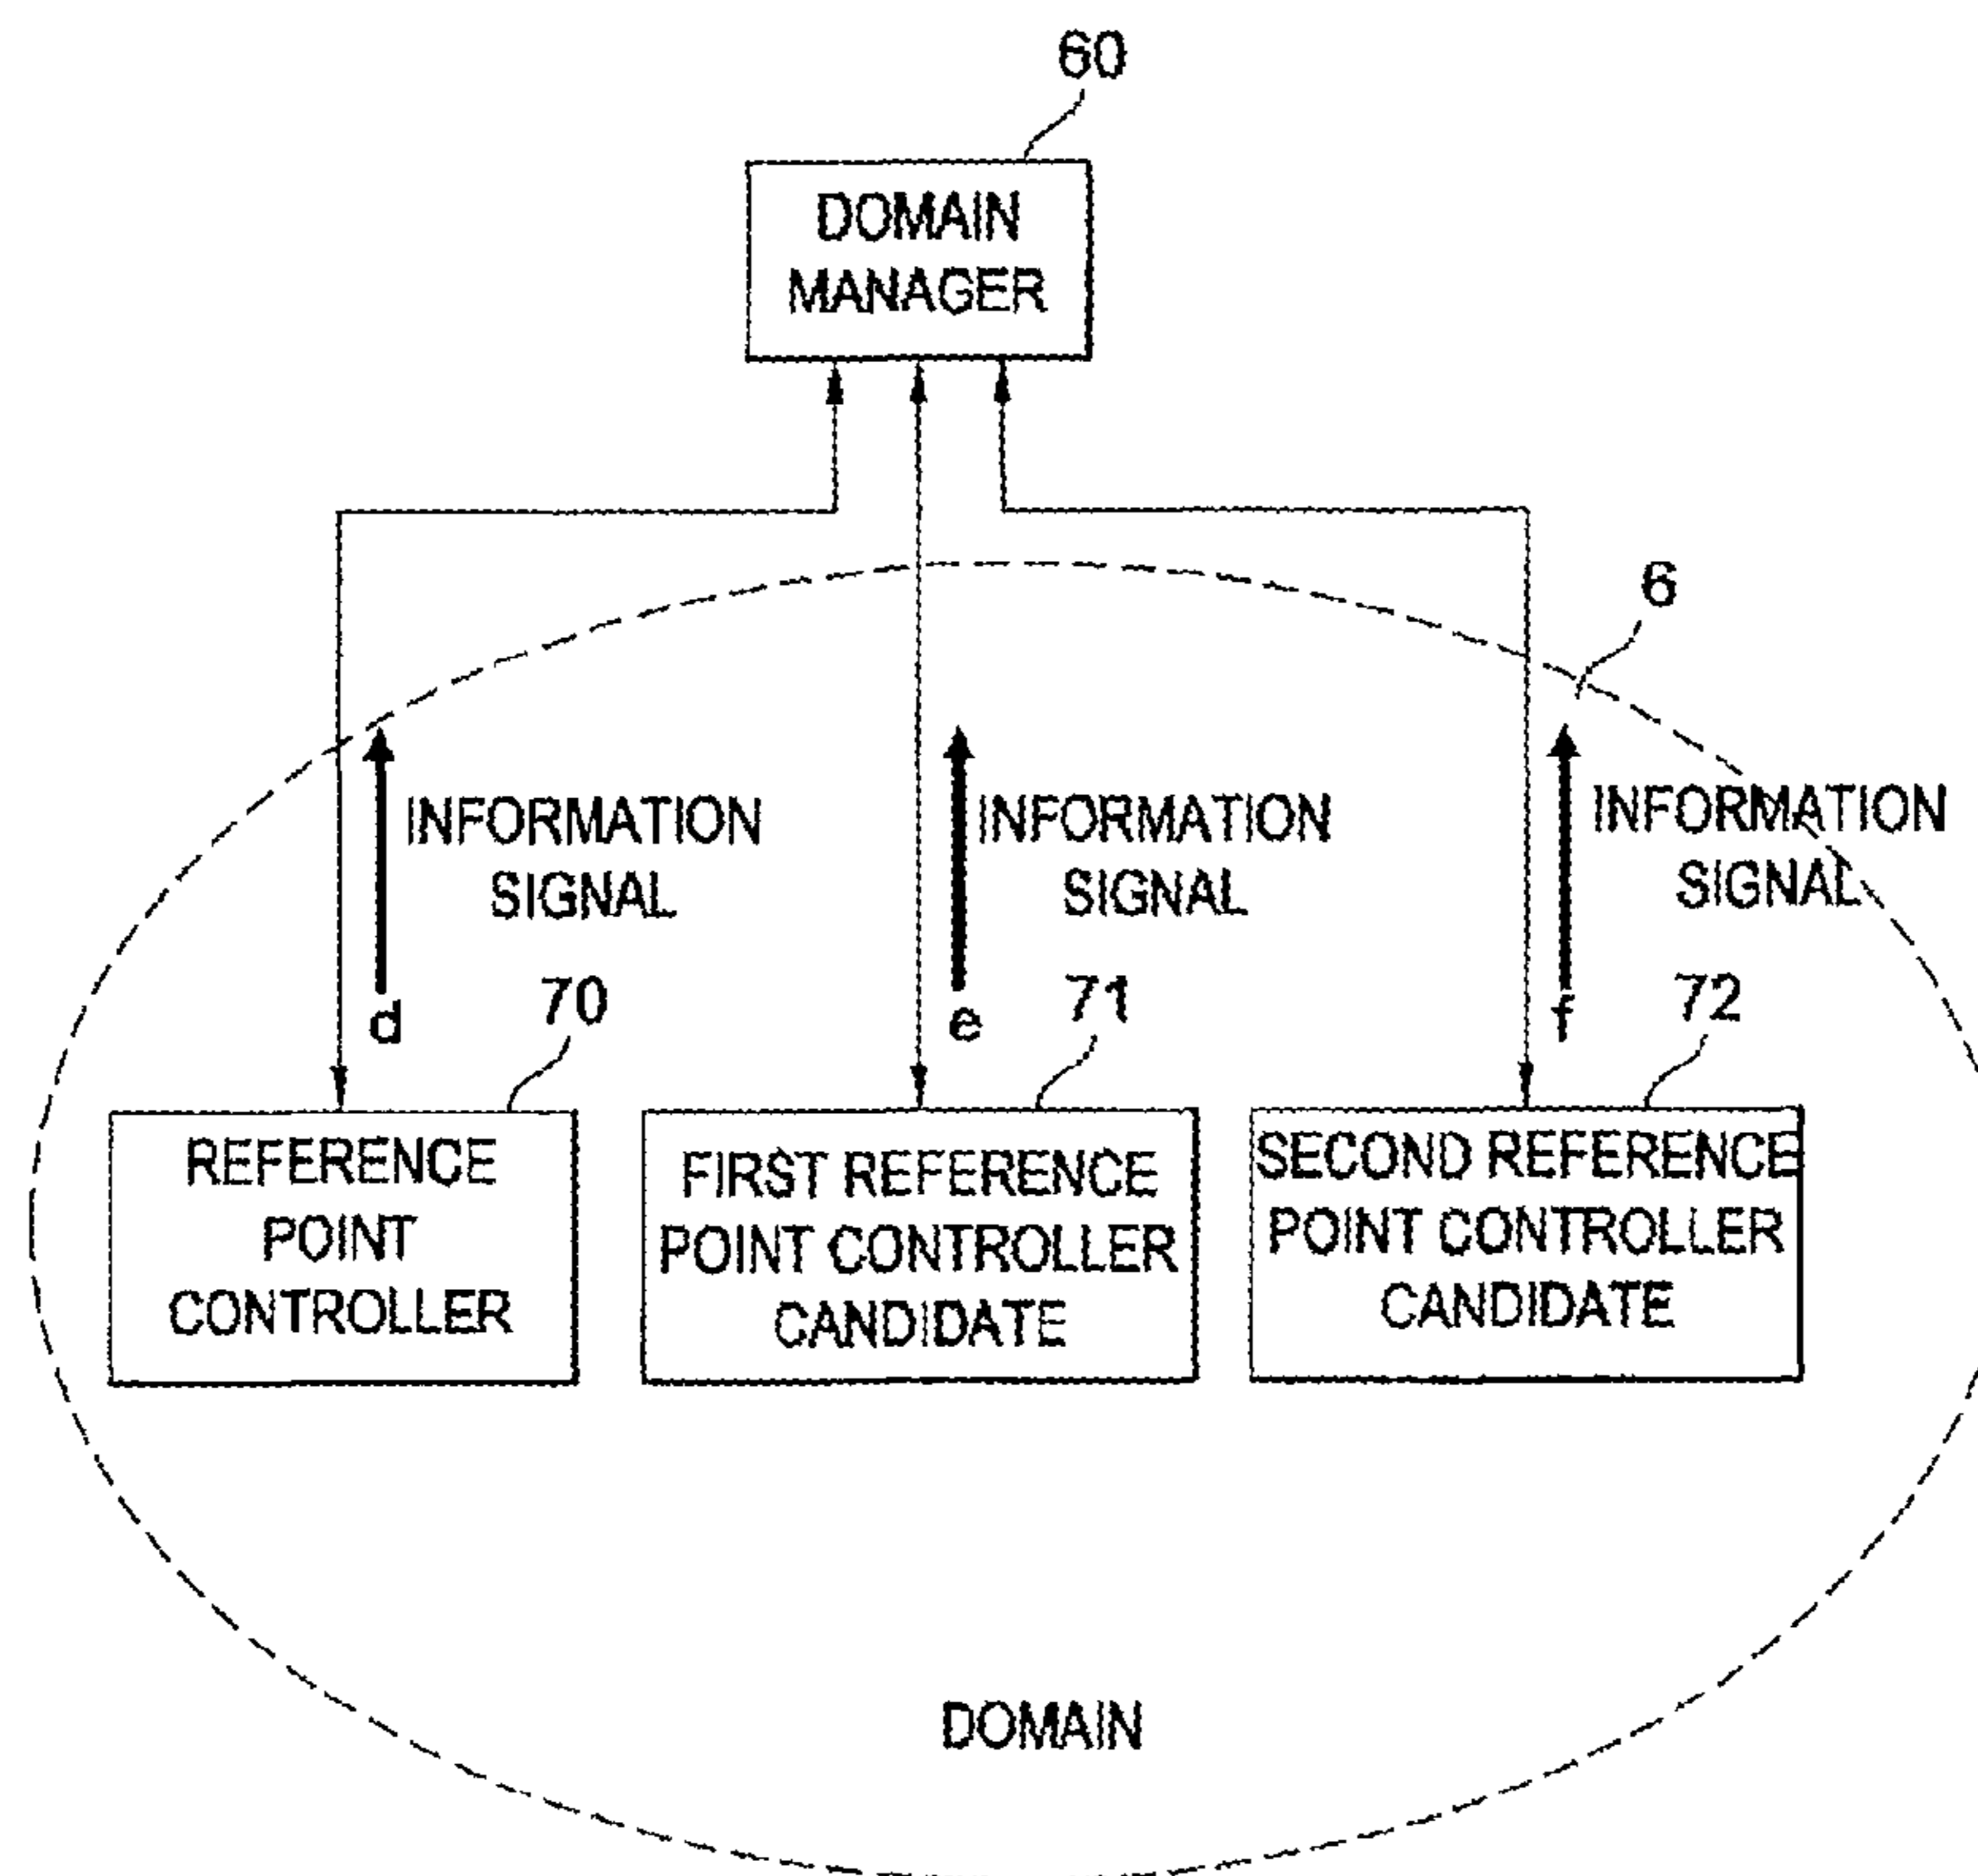 60
DOMAIN
MANAGER
6
INFORMATION
SIGNAL
INFORMATION
SIGNAL
INFORMATION
SIGNAL
d
70
e
71
f
72
REFERENCE
POINT
CONTROLLER
FIRST REFERENCE
POINT CONTROLLER
CANDIDATE
SECOND REFERENCE
POINT CONTROLLER
CANDIDATE
DOMAIN